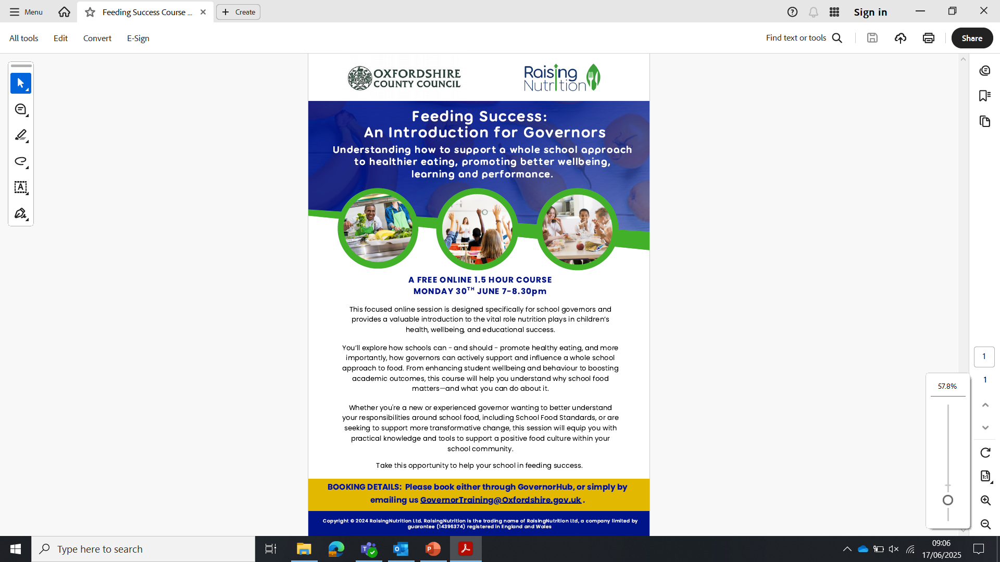 Menu
Feeding Success Course ...
Create
Sign in
All tools
Edit
Convert
E-Sign
Find text or tools
Share
OXFORDSHIRE
COUNTY COUNCIL
Raising
Nutrition
Feeding Success:
An Introduction for Governors
Understanding how to support a whole school approach
to healthier eating, promoting better wellbeing,
learning and performance.
A FREE ONLINE 1.5 HOUR COURSE
MONDAY 30TH JUNE 7-8.30pm
This focused online session is designed specifically for school governors and
provides a valuable introduction to the vital role nutrition plays in children's
health, wellbeing, and educational success.
You'll explore how schools can - and should - promote healthy eating, and more
importantly, how governors can actively support and influence a whole school
approach to food. From enhancing student wellbeing and behaviour to boosting
academic outcomes, this course will help you understand why school food
matters—and what you can do about it.
Whether you're a new or experienced governor wanting to better understand
your responsibilities around school food, including School Food Standards, or are
seeking to support more transformative change, this session will equip you with
practical knowledge and tools to support a positive food culture within your
school community.
Take this opportunity to help your school in feeding success.
BOOKING DETAILS: Please book either through GovernorHub, or simply by
emailing us GovernorTraining@Oxfordshire.gov.uk .
Copyright © 2024 RaisingNutrition Ltd. RaisingNutrition is the trading name of RaisingNutrition Ltd, a company limited by
guarantee (14396374) registered in England and Wales
1
1
57.8%
Type here to search
09:06
17/06/2025